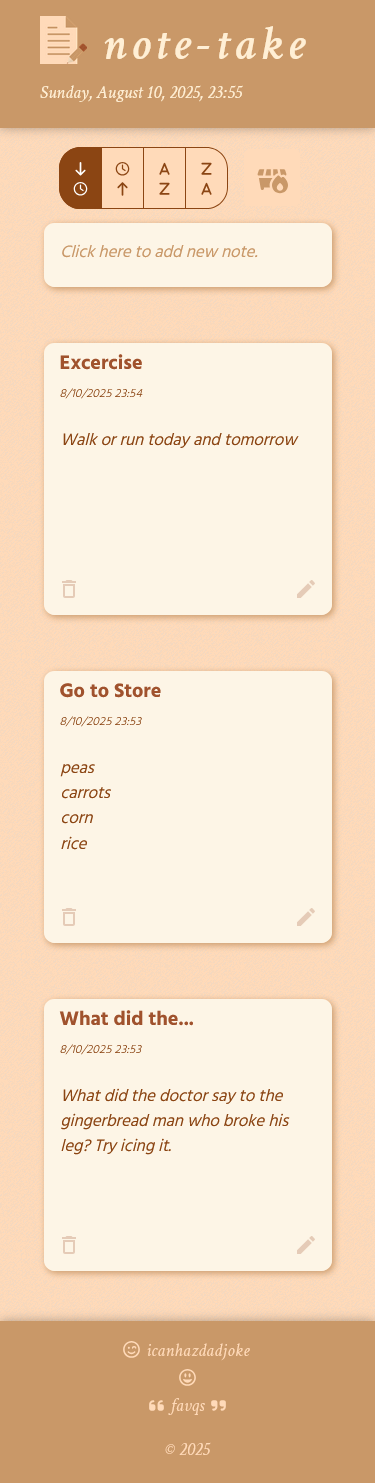 note-take
Sunday, August 10, 2025, 23:55
A Z
Z A
Click here to add new note.
Excercise
8/10/2025 23:54
Walk or run today and tomorrow
Go to Store
8/10/2025 23:53
peas
carrots
corn
rice
What did the...
8/10/2025 23:53
What did the doctor say to the
gingerbread man who broke his
leg? Try icing it.
icanhazdadjoke
❝ favqs ❞
© 2025